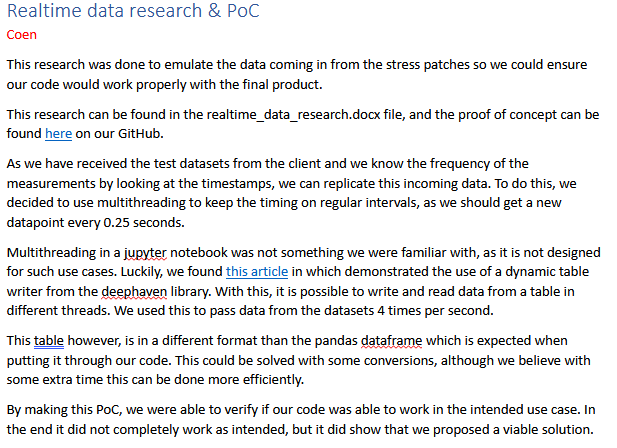 Realtime data research & PoC
Coen
This research was done to emulate the data coming in from the stress patches so we could ensure
our code would work properly with the final product.
This research can be found in the realtime_data_research.docx file, and the proof of concept can be
found here on our GitHub.
As we have received the test datasets from the client and we know the frequency of the
measurements by looking at the timestamps, we can replicate this incoming data. To do this, we
decided to use multithreading to keep the timing on regular intervals, as we should get a new
datapoint every 0.25 seconds.
Multithreading in a jupyter notebook was not something we were familiar with, as it is not designed
for such use cases. Luckily, we found this article in which demonstrated the use of a dynamic table
writer from the deephaven library. With this, it is possible to write and read data from a table in
different threads. We used this to pass data from the datasets 4 times per second.
This table however, is in a different format than the pandas dataframe which is expected when
putting it through our code. This could be solved with some conversions, although we believe with
some extra time this can be done more efficiently.
By making this PoC, we were able to verify if our code was able to work in the intended use case. In
the end it did not completely work as intended, but it did show that we proposed a viable solution.